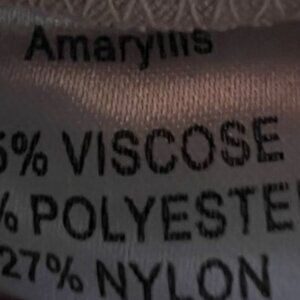 Amaryllis
5% VISCOSE
% POLYESTE
27% NYLON